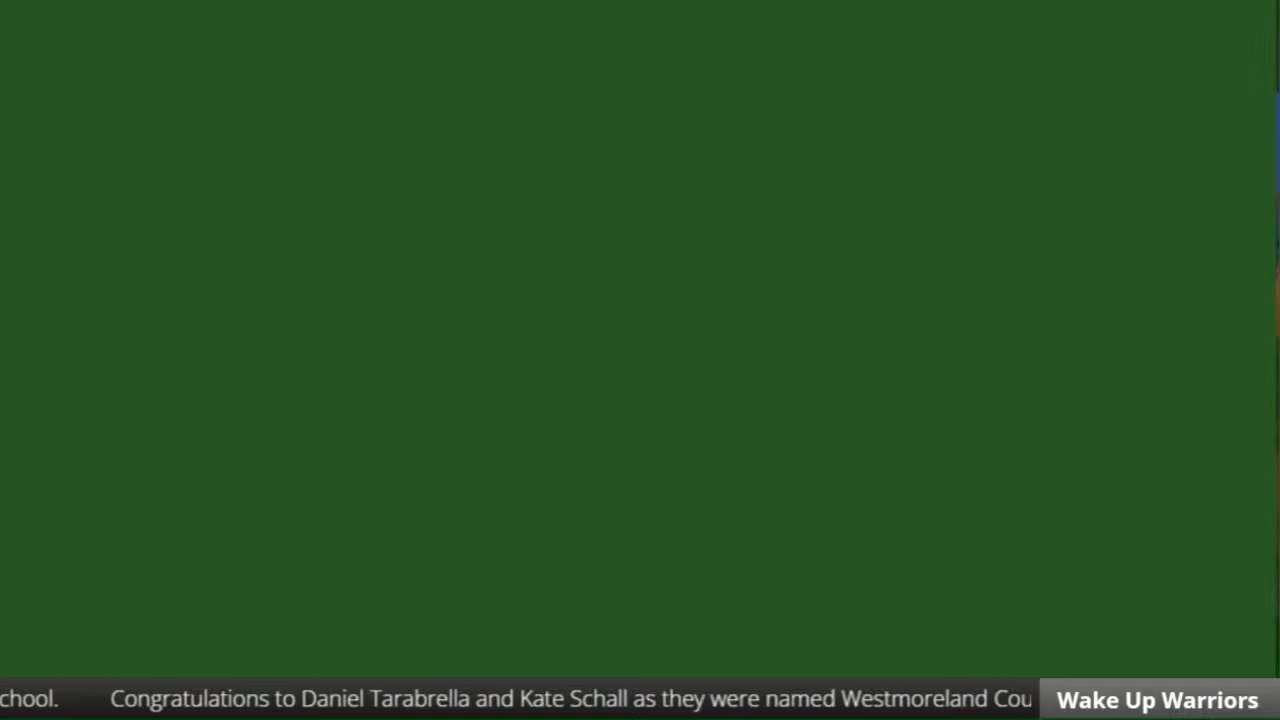 chool. Congratulations to Daniel Tarabrella and Kate Schall as they were named Westmoreland Cou Wake Up Warriors